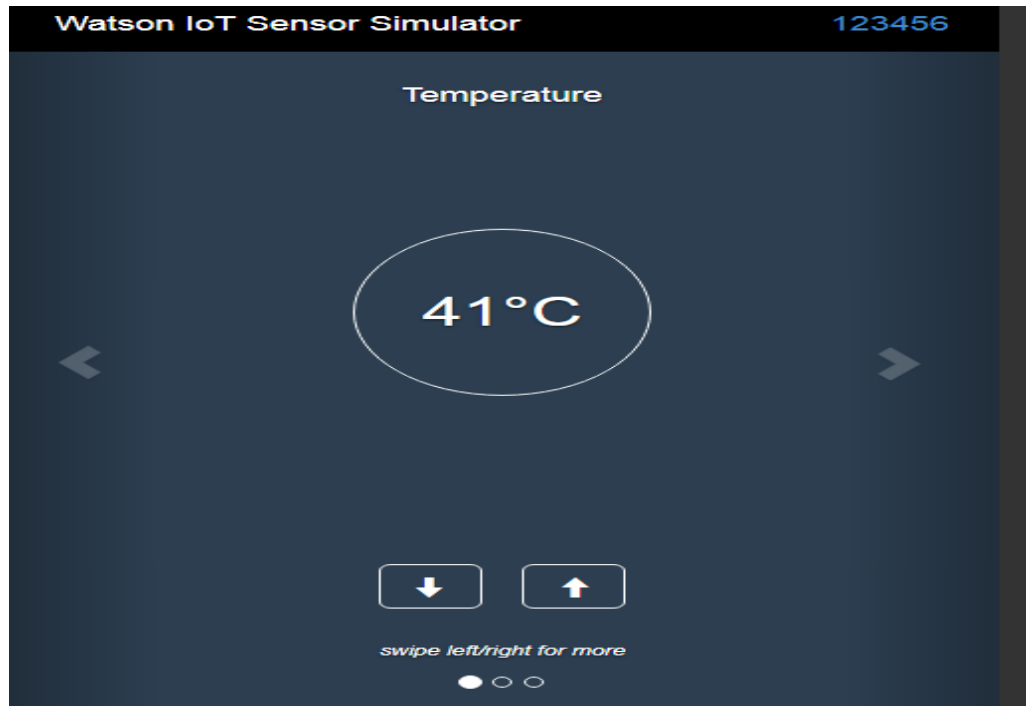 Watson IoT Sensor Simulator 123456
Temperature
41°C
swipe left/right for more